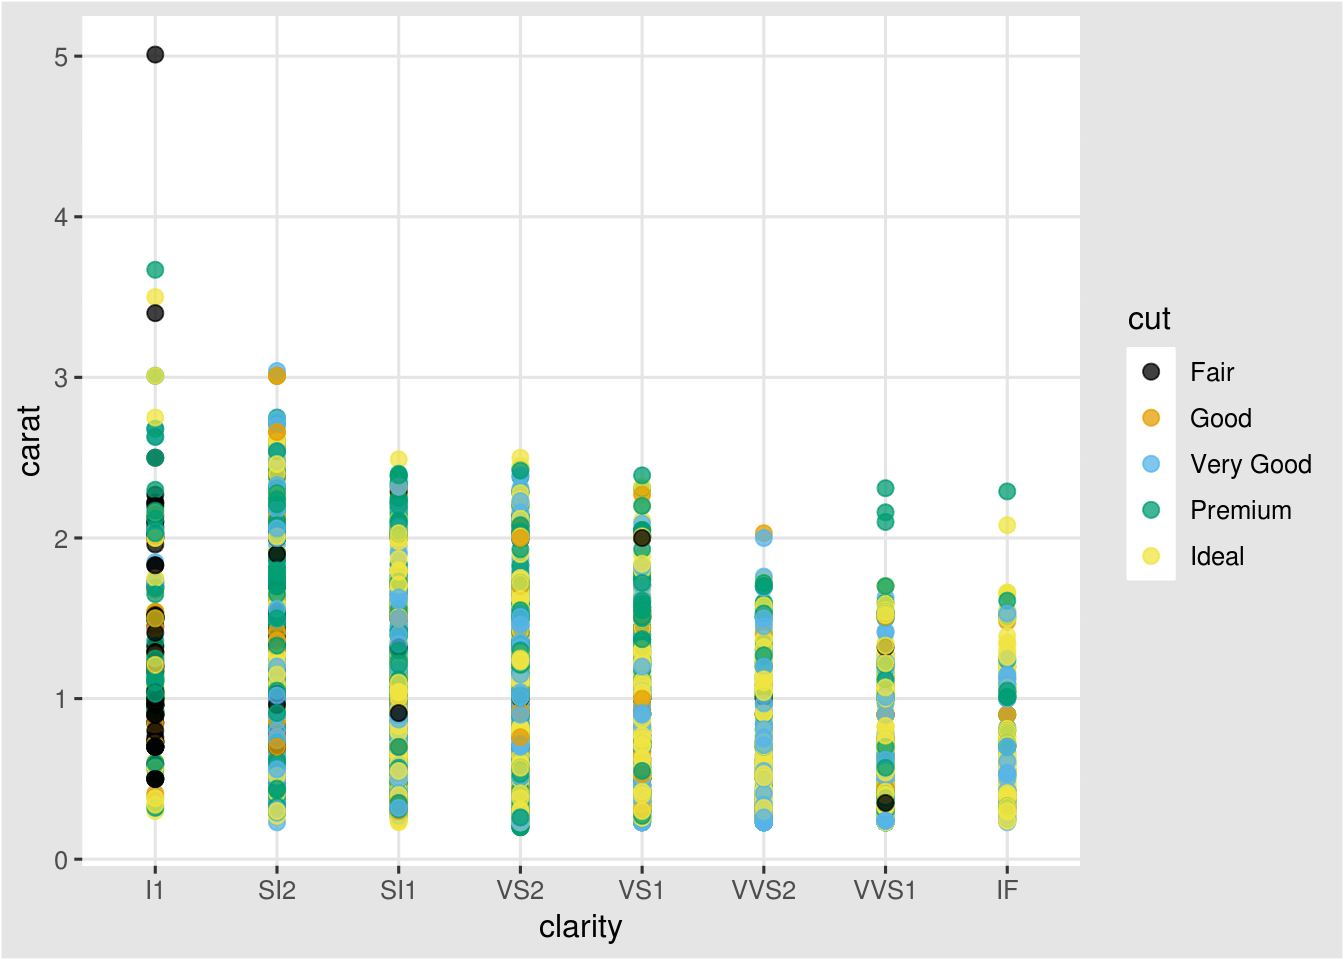 5
4
3
2
1
0
carat
I1 SI2 SI1 VS2 VS1 VVS2 VVS1 IF
clarity
cut
Fair
Good
Very Good
Premium
Ideal